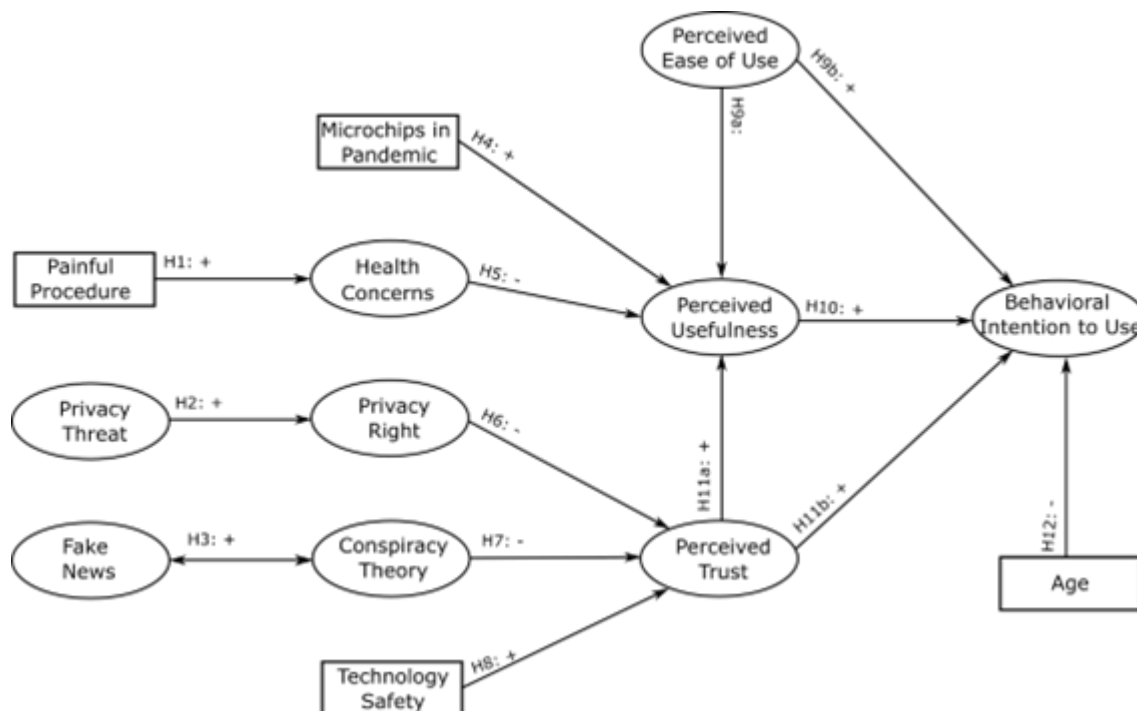 Perceived
Ease of Use
H9b: +
H9a:
Microchips in
Pandemic
H4: +
Painful
Procedure
H1: +
Health
Concerns
H5: -
Perceived
Usefulness
H10: +
Behavioral
Intention to Use
Privacy
Threat
H2: +
Privacy
Right
H6: -
H11a: +
H11b: +
Fake
News
H3: +
Conspiracy
Theory
H7: -
Perceived
Trust
H12: -
Age
H8: +
Technology
Safety